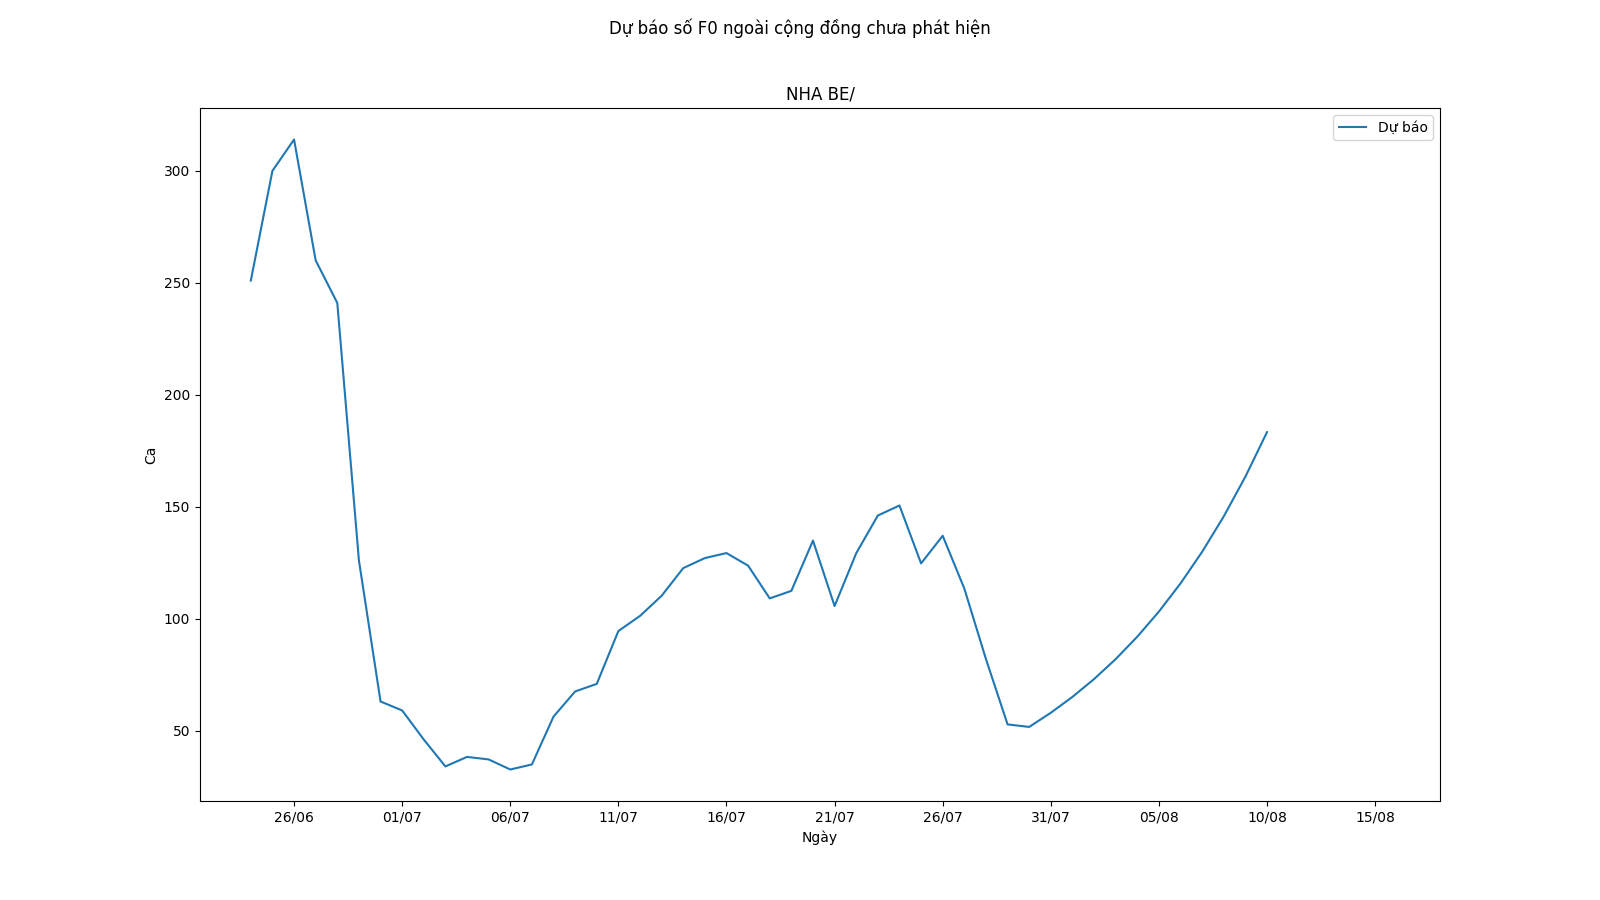 Dự báo số F0 ngoài cộng đồng chưa phát hiện
NHA BE/
Dự báo
300
250
200
150
100
50
Ca
26/06 01/07 06/07 11/07 16/07 21/07 26/07 31/07 05/08 10/08 15/08
Ngày